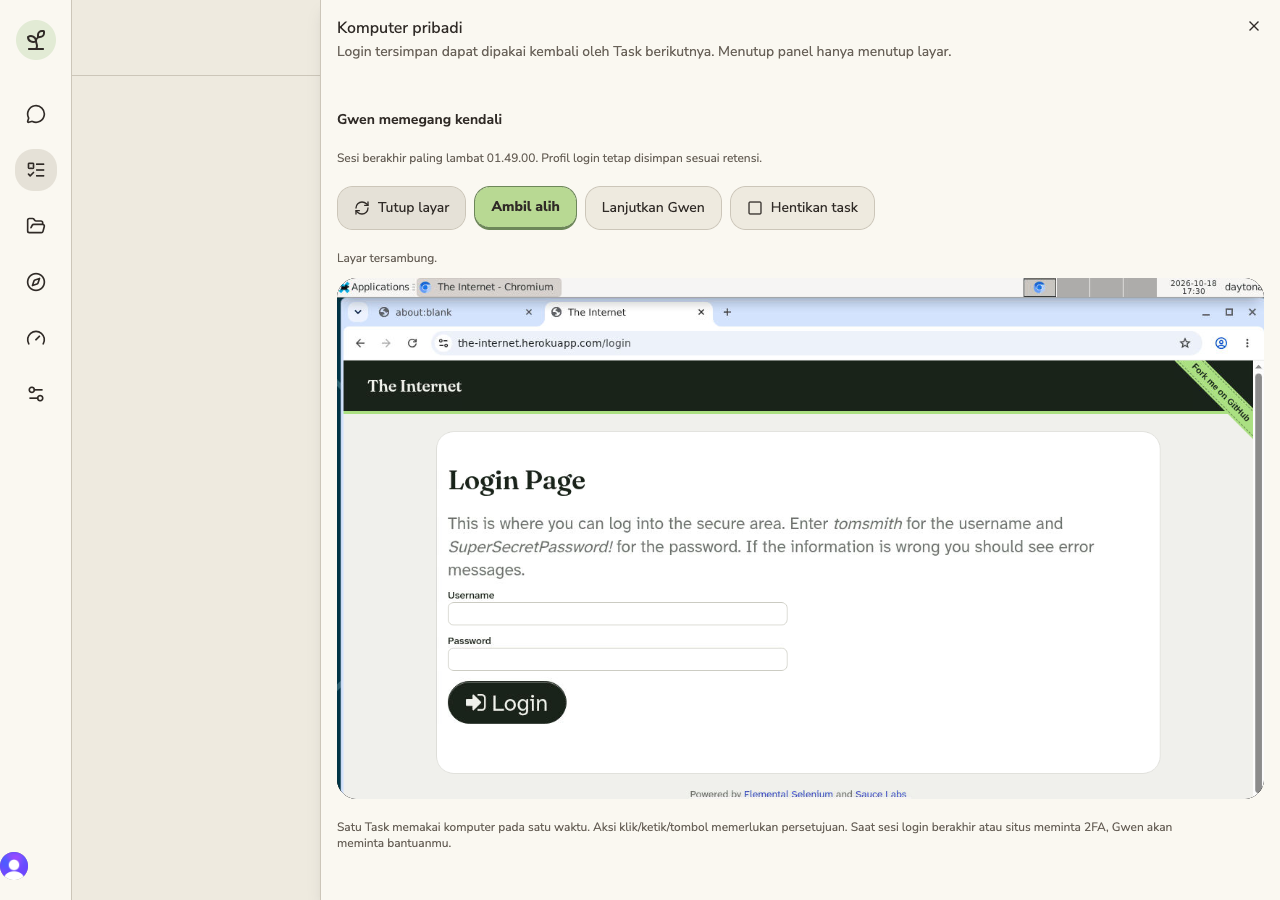 Komputer pribadi
Login tersimpan dapat dipakai kembali oleh Task berikutnya. Menutup panel hanya menutup layar.
Gwen memegang kendali
Sesi berakhir paling lambat 01.49.00. Profil login tetap disimpan sesuai retensi.
Tutup layar
Ambil alih
Lanjutkan Gwen
Hentikan task
Layar tersambung.
Applications
The Internet - Chromium
2026-10-18
17:30
daytona
about:blank
The Internet
the-internet.herokuapp.com/login
The Internet
Fork me on GitHub
Login Page
This is where you can log into the secure area. Enter tomsmith for the username and
SuperSecretPassword! for the password. If the information is wrong you should see error
messages.
Username
Password
Login
Powered by Elemental Selenium and Sauce Labs
Satu Task memakai komputer pada satu waktu. Aksi klik/ketik/tombol memerlukan persetujuan. Saat sesi login berakhir atau situs meminta 2FA, Gwen akan
meminta bantuanmu.